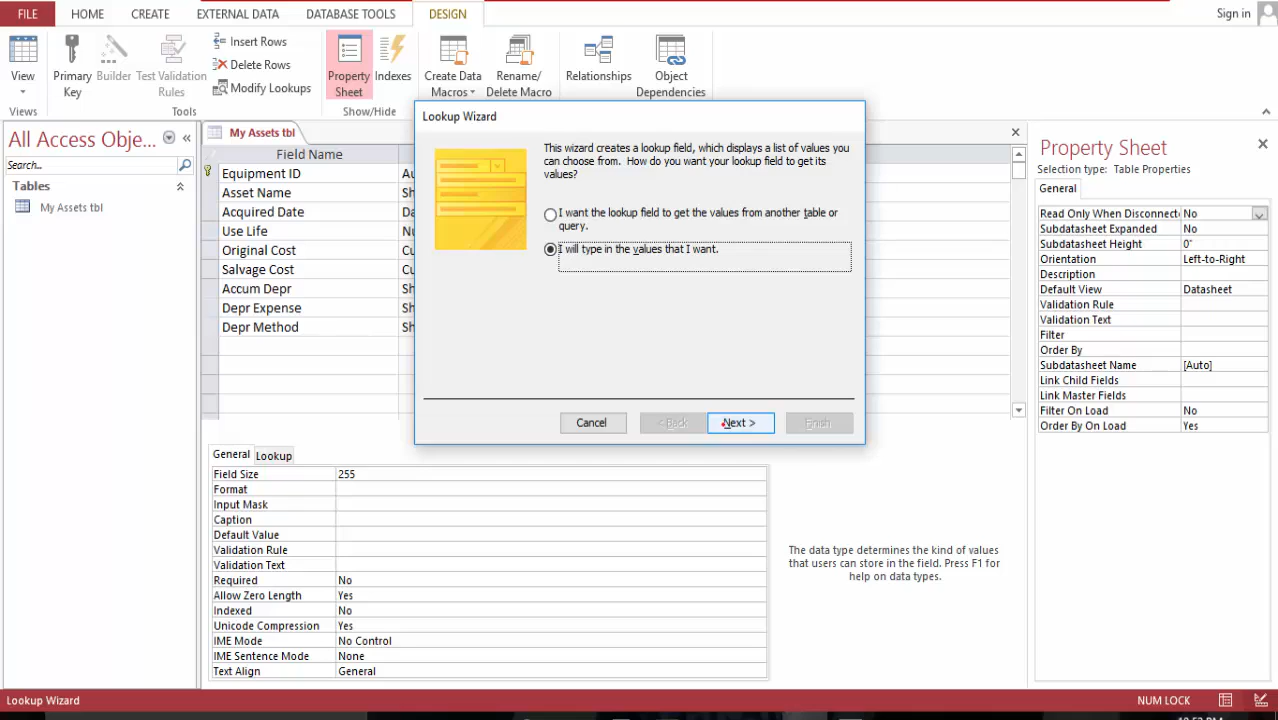 FILE HOME CREATE EXTERNAL DATA DATABASE TOOLS DESIGN Sign in
View
Primary Key
Builder
Test Validation Rules
Insert Rows
Delete Rows
Modify Lookups
Property Sheet
Indexes
Create Data Macros
Rename/ Delete Macro
Relationships
Object Dependencies
Views Tools Show/Hide
All Access Obje...
Search...
Tables
My Assets tbl
My Assets tbl
Field Name
Equipment ID Au
Asset Name Sh
Acquired Date Da
Use Life Nu
Original Cost Cu
Salvage Cost Cu
Accum Depr Sh
Depr Expense Sh
Depr Method Sh
Lookup Wizard
This wizard creates a lookup field, which displays a list of values you
can choose from. How do you want your lookup field to get its
values?
I want the lookup field to get the values from another table or
query.
I will type in the values that I want.
Cancel < Back Next > Finish
Property Sheet
Selection type: Table Properties
General
Read Only When Disconnect No
Subdatasheet Expanded No
Subdatasheet Height 0"
Orientation Left-to-Right
Description
Default View Datasheet
Validation Rule
Validation Text
Filter
Order By
Subdatasheet Name [Auto]
Link Child Fields
Link Master Fields
Filter On Load No
Order By On Load Yes
General Lookup
Field Size 255
Format
Input Mask
Caption
Default Value
Validation Rule
Validation Text
Required No
Allow Zero Length Yes
Indexed No
Unicode Compression Yes
IME Mode No Control
IME Sentence Mode None
Text Align General
The data type determines the kind of values
that users can store in the field. Press F1 for
help on data types.
Lookup Wizard NUM LOCK